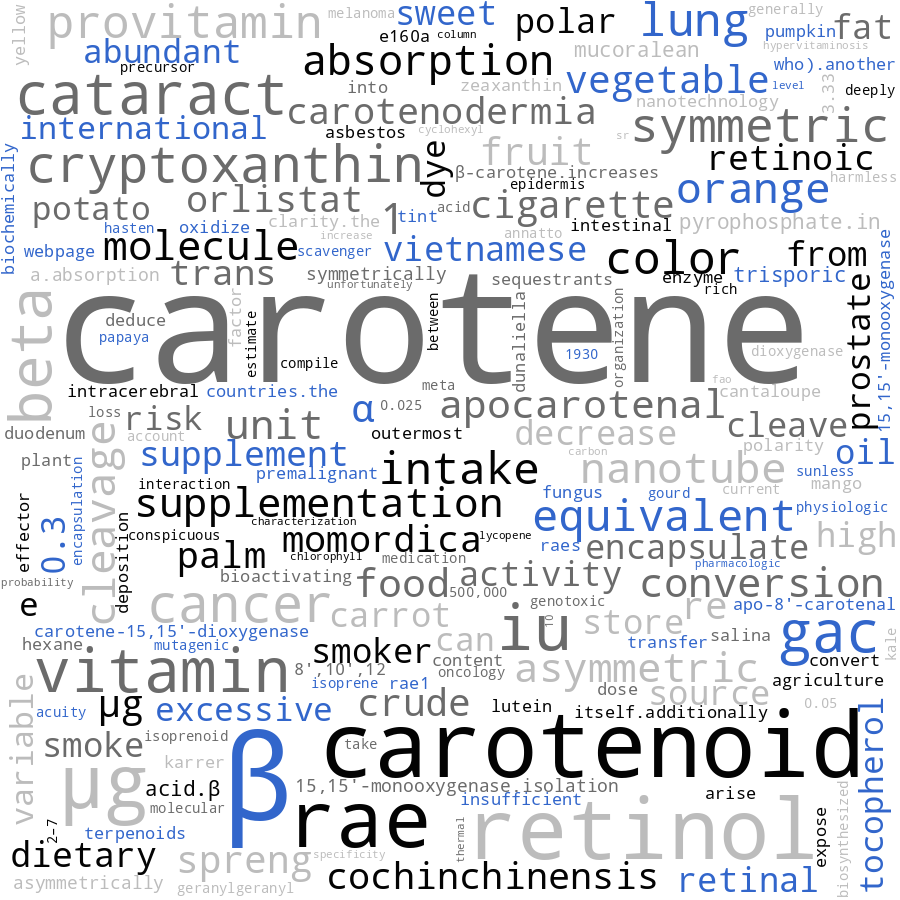 yellow
provitamin
melanoma
sweet
polar
lung
generally
pumpkin
fat
abundant
e160a
column
absorption
mucoralean
hypervitaminosis
precursor
who).another
cataract
into
zeaxanthin
vegetable
level
deeply
carotenodermia
nanotechnology
3.33
international
asbestos
cyclohexyl
sr
symmetric
biochemically
cryptoxanthin
dye
fruit
retinoic
β-carotene.increases
harmless
epidermis
orlistat
orange
potato
1
tint
acid
cigarette
hasten
oxidize
clarity.the
annatto
intestinal
pyrophosphate.in
increase
webpage
molecule
scavenger
vietnamese
color
from
15,15'-monooxygenase
a.absorption
trans
symmetrically
sequestrants
enzyme
trisporic
unfortunately
rich
beta
carotene
factor
between
dunaliella
organization
prostate
deduce
estimate
papaya
1930
dioxygenase
compile
intracerebral
countries.the
meta
fao
cantaloupe
loss
risk
unit
α
0.025
apocarotenal
cleave
duodenum
account
outermost
decrease
polarity
oil
cleavage
supplement
carbon
plant
encapsulation
premalignant
intake
nanotube
sunless
interaction
current
mango
effector
supplementation
fungus
gourd
physiologic
0.3
characterization
equivalent
conspicuous
momordica
lycopene
high
deposition
palm
chlorophyll
medication
raes
encapsulate
pharmacologic
probability
bioactivating
food
activity
conversion
500,000
e
cancer
carrot
genotoxic
10
store
re
apo-8'-carotenal
carotene-15,15'-dioxygenase
iu
gac
hexane
mutagenic
smoker
can
transfer
salina
kale
vitamin
8',10',12
content
oncology
asymmetric
convert
isoprene
rae1
agriculture
variable
μg
dose
source
acuity
excessive
crude
lutein
itself.additionally
0.05
tocopherol
smoke
isoprenoid
β
take
carotenoid
karrer
μg
acid.β
15,15'-monooxygenase
isolation
molecular
insufficient
arise
rae
2-7
terpenoids
retinol
thermal
expose
biosynthesized
dietary
spreng
specificity
asymmetrically
geranylgeranyl
cochinchinensis
retinal